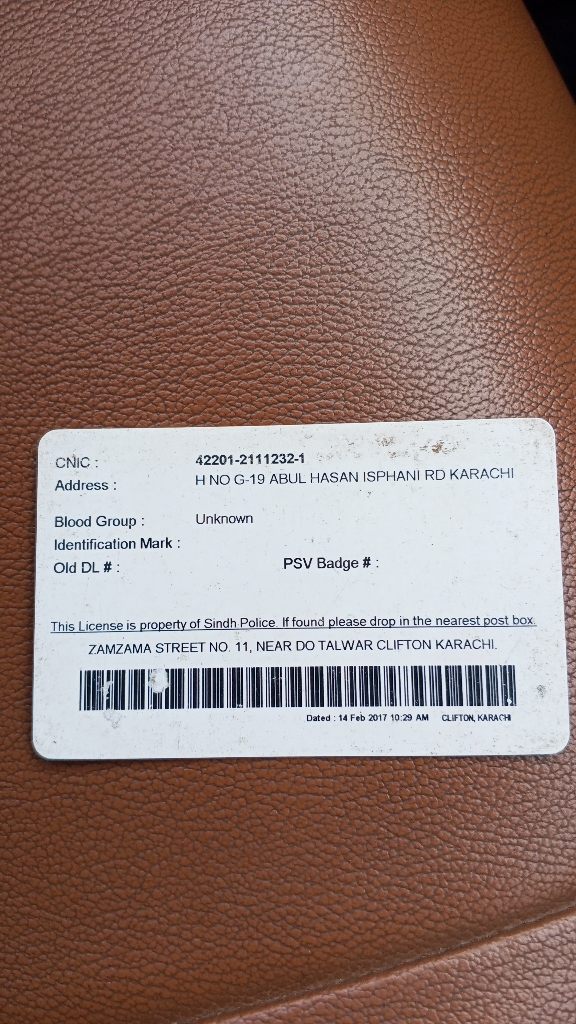 CNIC : 42201-2111232-1
Address : H NO G-19 ABUL HASAN ISPHANI RD KARACHI
Blood Group : Unknown
Identification Mark :
Old DL # : PSV Badge # :
This License is property of Sindh Police. If found please drop in the nearest post box.
ZAMZAMA STREET NO. 11, NEAR DO TALWAR CLIFTON KARACHI.
Dated : 14 Feb 2017 10:29 AM CLIFTON, KARACHI